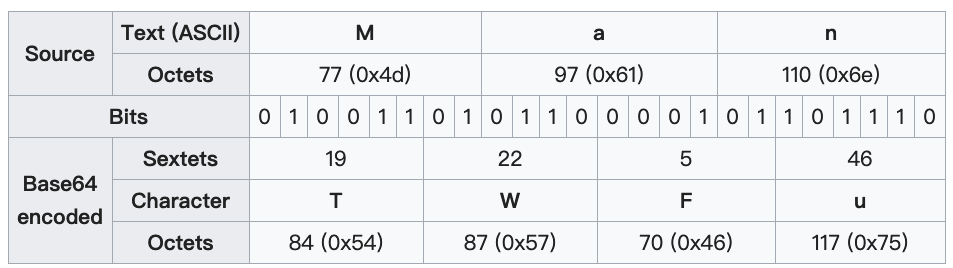 Source Text (ASCII) M a n
Octets 77 (0x4d) 97 (0x61) 110 (0x6e)
Bits 0 1 0 0 1 1 0 1 0 1 1 0 0 0 0 1 0 1 1 0 1 1 1 0
Base64 encoded Sextets 19 22 5 46
Character T W F u
Octets 84 (0x54) 87 (0x57) 70 (0x46) 117 (0x75)